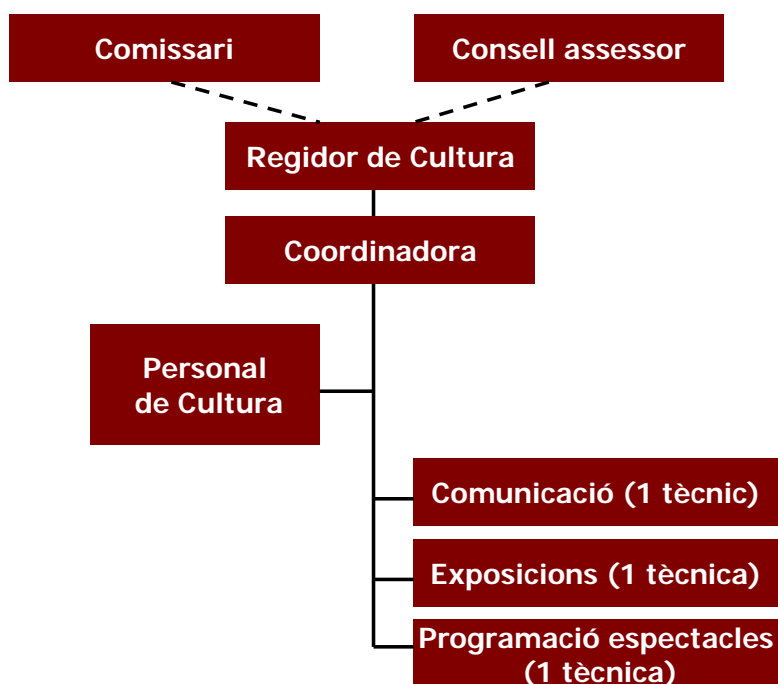 Comissari
Consell assessor
Regidor de Cultura
Coordinadora
Personal
de Cultura
Comunicació (1 tècnic)
Exposicions (1 tècnica)
Programació espectacles
(1 tècnica)